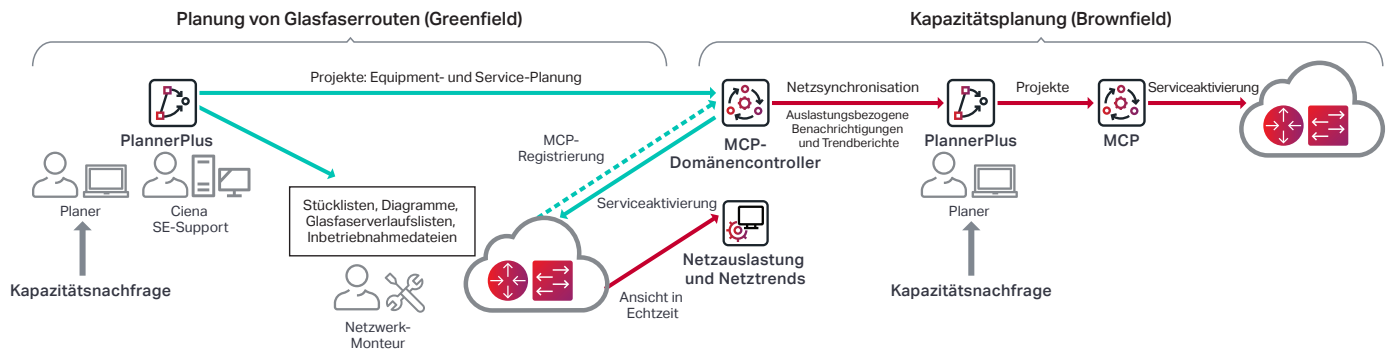 Planung von Glasfaserrouten (Greenfield)
Kapazitätsplanung (Brownfield)
Projekte: Equipment- und Service-Planung
PlannerPlus
Planer
Ciena
SE-Support
Kapazitätsnachfrage
Stücklisten, Diagramme,
Glasfaserverlaufslisten,
Inbetriebnahmedateien
Netzwerk-
Monteur
MCP-
Registrierung
Serviceaktivierung
Ansicht in
Echtzeit
MCP-
Domänencontroller
Netzauslastung
und Netztrends
Netzsynchronisation
Auslastungsbezogene
Benachrichtigungen
und Trendberichte
PlannerPlus
Planer
Kapazitätsnachfrage
Projekte
MCP
Serviceaktivierung